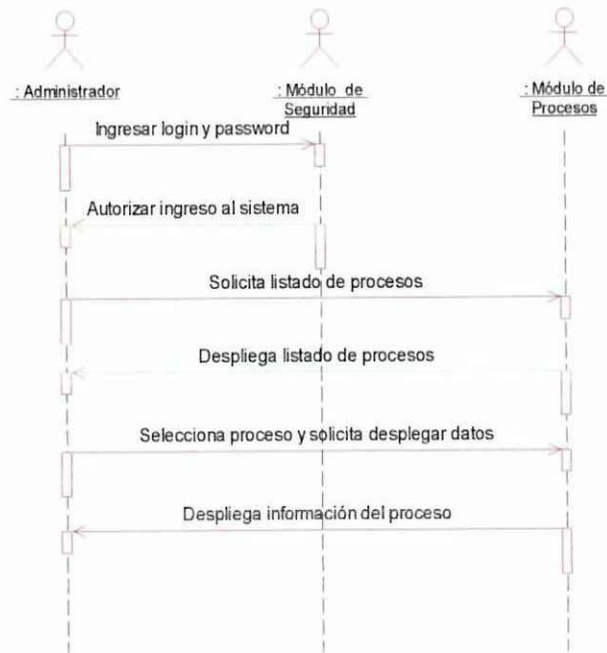 : Administrador
: Módulo de
Seguridad
: Módulo de
Procesos
Ingresar login y password
Autorizar ingreso al sistema
Solicita listado de procesos
Despliega listado de procesos
Selecciona proceso y solicita desplegar datos
Despliega información del proceso